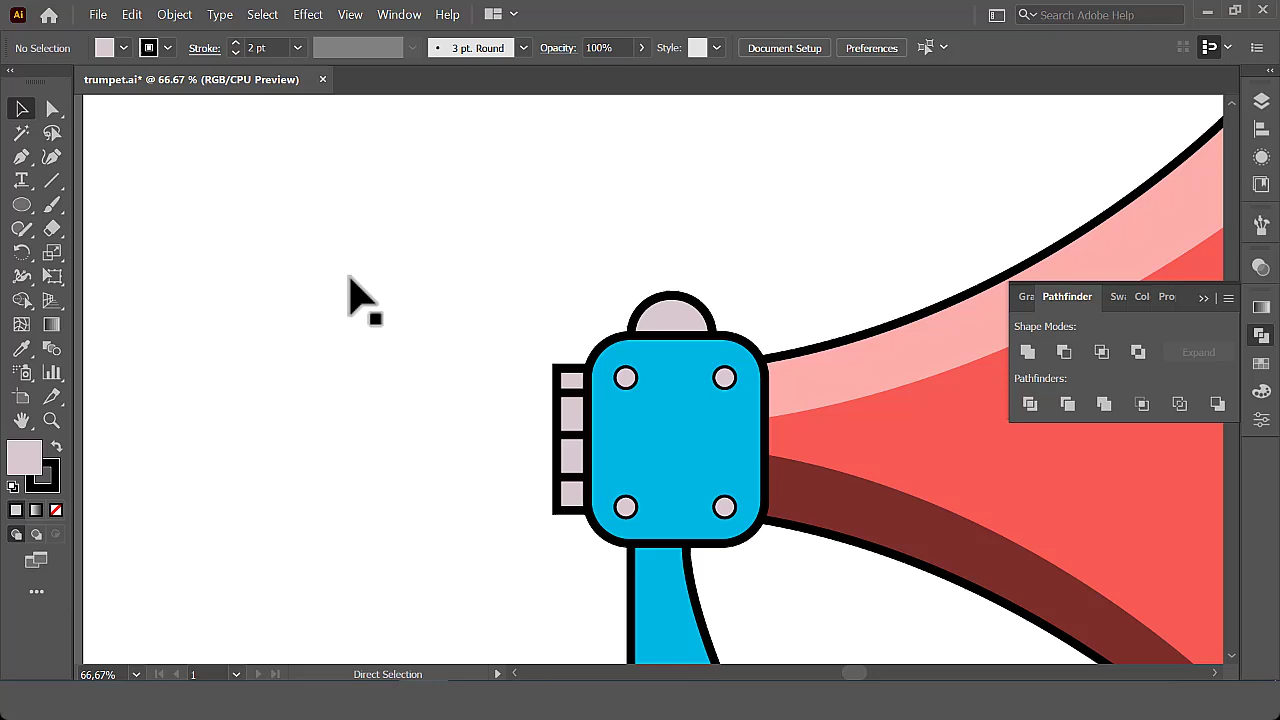 Ai File Edit Object Type Select Effect View Window Help Search Adobe Help
No Selection Stroke: 2 pt 3 pt. Round Opacity: 100% Style: Document Setup Preferences
trumpet.ai* @ 66.67 % (RGB/CPU Preview)
Gra Pathfinder Swa Col Pro
Shape Modes:
Expand
Pathfinders:
66,67% 1 Direct Selection